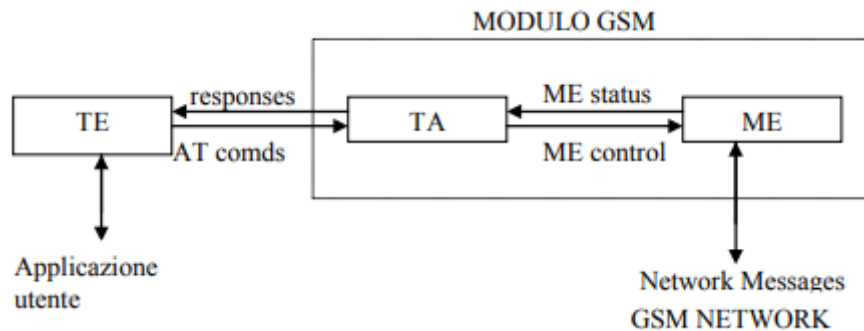 MODULO GSM
responses
ME status
TE
TA
ME
AT comds
ME control
Applicazione
utente
Network Messages
GSM NETWORK